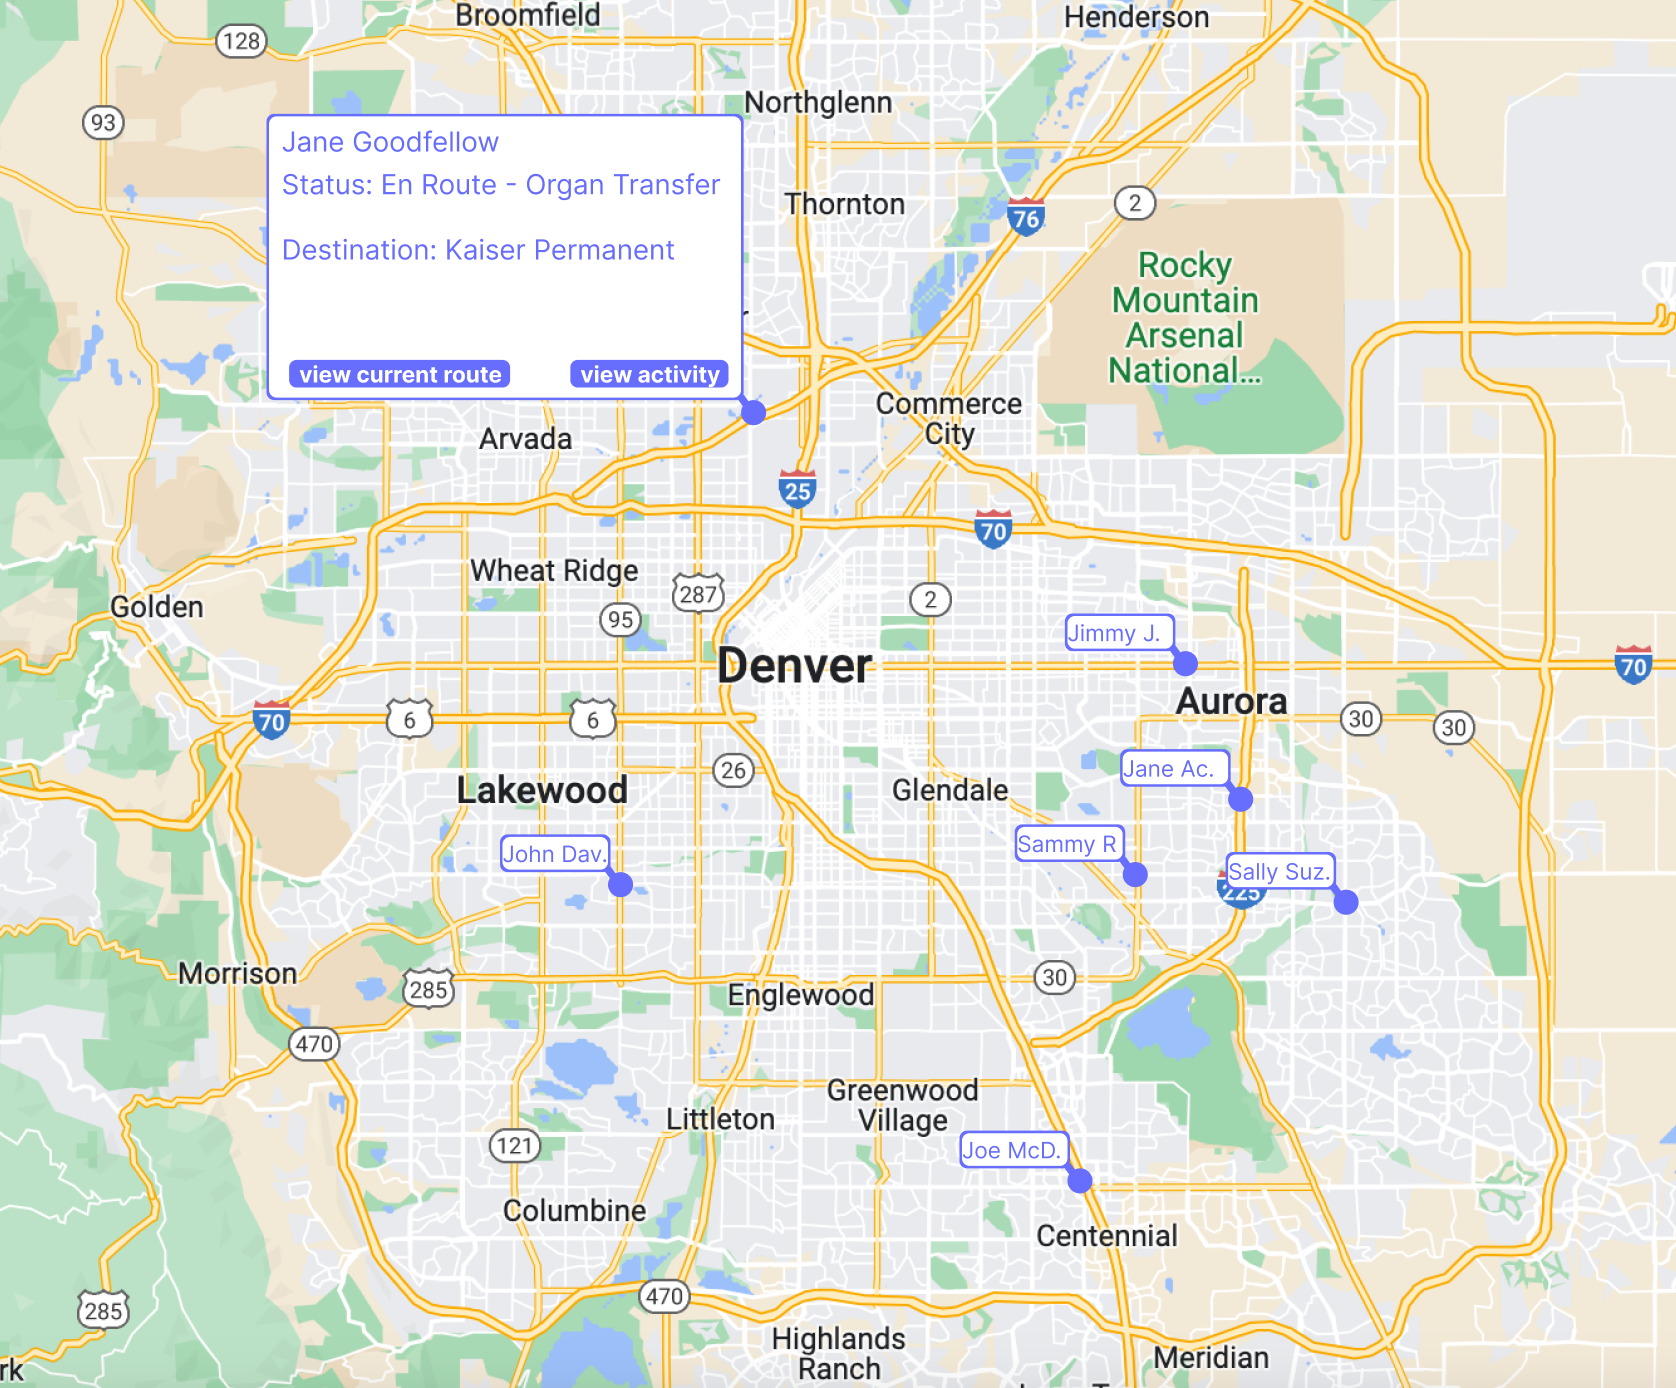 Broomfield
Henderson
128
Northglenn
93
Jane Goodfellow
Status: En Route - Organ Transfer
Destination: Kaiser Permanent
view current route
view activity
Thornton
76
2
Rocky
Mountain
Arsenal
National...
Commerce
City
Arvada
25
70
Wheat Ridge
287
95
2
Golden
Jimmy J.
Denver
70
Aurora
70
6
6
30
30
26
Jane Ac.
Lakewood
Glendale
Sammy R
John Dav.
Sally Suz.
225
Morrison
285
30
Englewood
470
Greenwood
Village
Littleton
121
Joe McD.
Columbine
Centennial
285
470
Highlands
Ranch
Meridian
rk